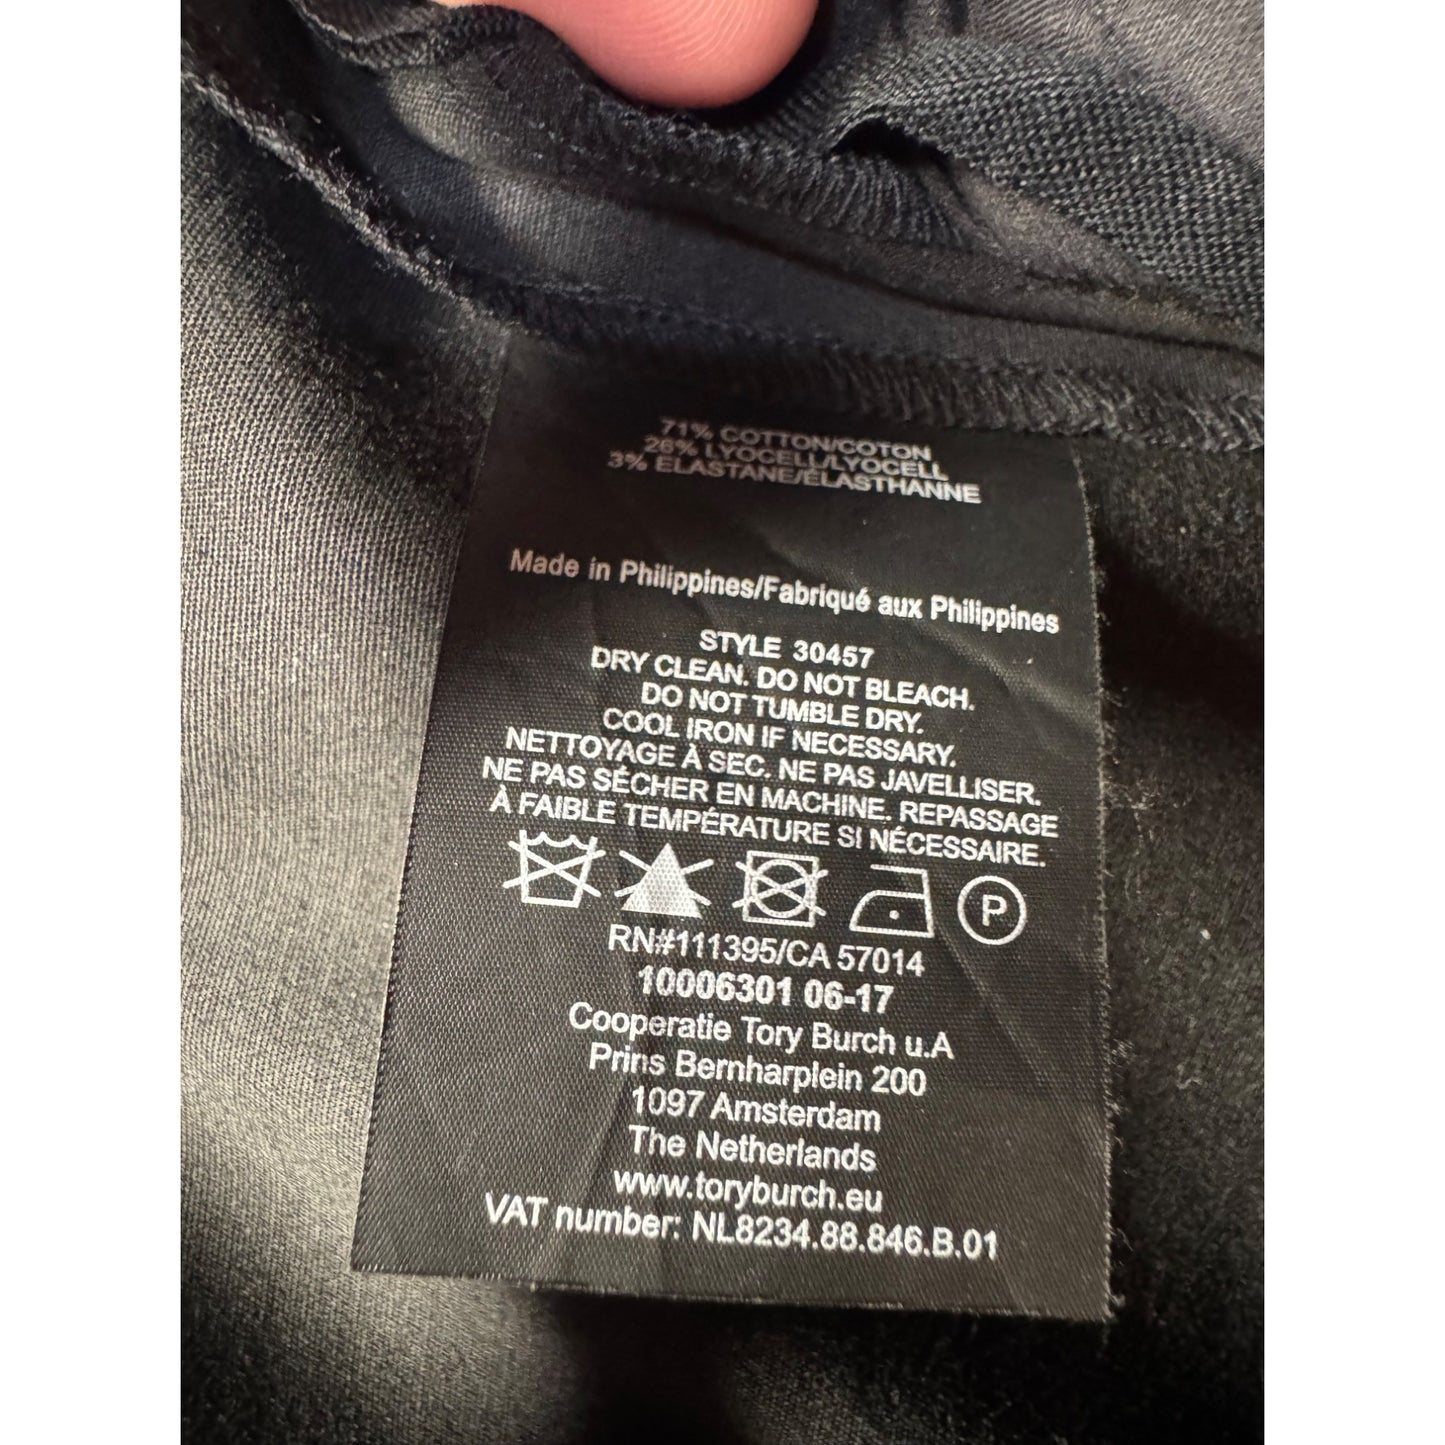 71% COTTON/COTON
26% LYOCELL/LYOCELL
3% ELASTANE/ÉLASTHANNE
Made in Philippines/Fabriqué aux Philippines
STYLE 30457
DRY CLEAN. DO NOT BLEACH.
DO NOT TUMBLE DRY.
COOL IRON IF NECESSARY.
NETTOYAGE À SEC. NE PAS JAVELLISER.
NE PAS SÉCHER EN MACHINE. REPASSAGE
À FAIBLE TEMPÉRATURE SI NÉCESSAIRE.
P
RN#111395/CA 57014
10006301 06-17
Cooperatie Tory Burch u.A
Prins Bernharplein 200
1097 Amsterdam
The Netherlands
www.toryburch.eu
VAT number: NL8234.88.846.B.01